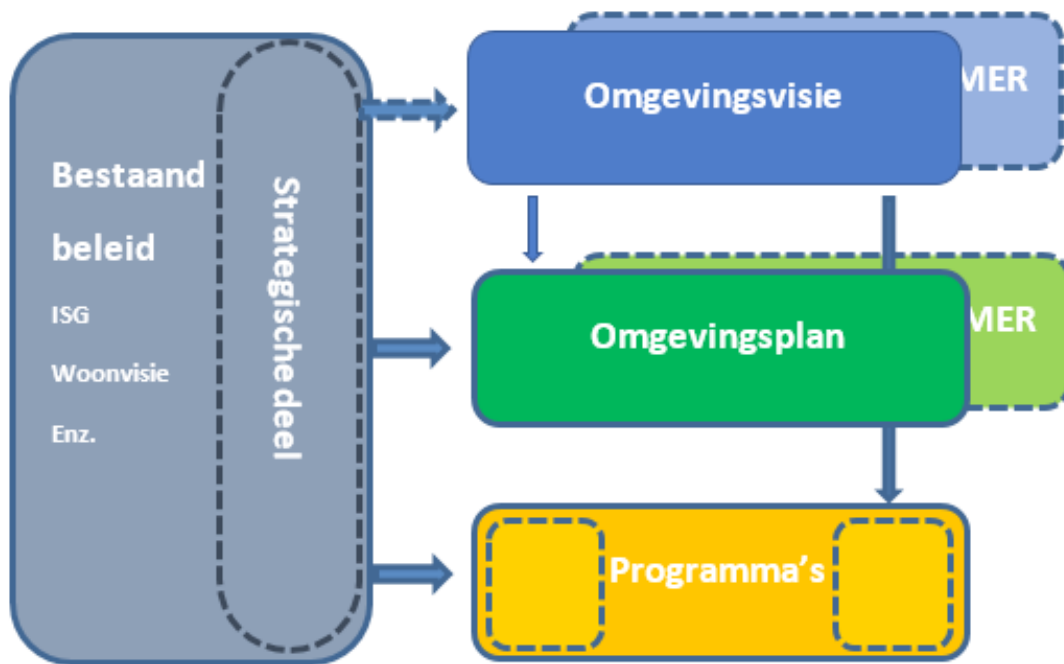 Bestaand
beleid
ISG
Woonvisie
Enz.
Strategische deel
Omgevingsvisie
MER
Omgevingsplan
MER
Programma's